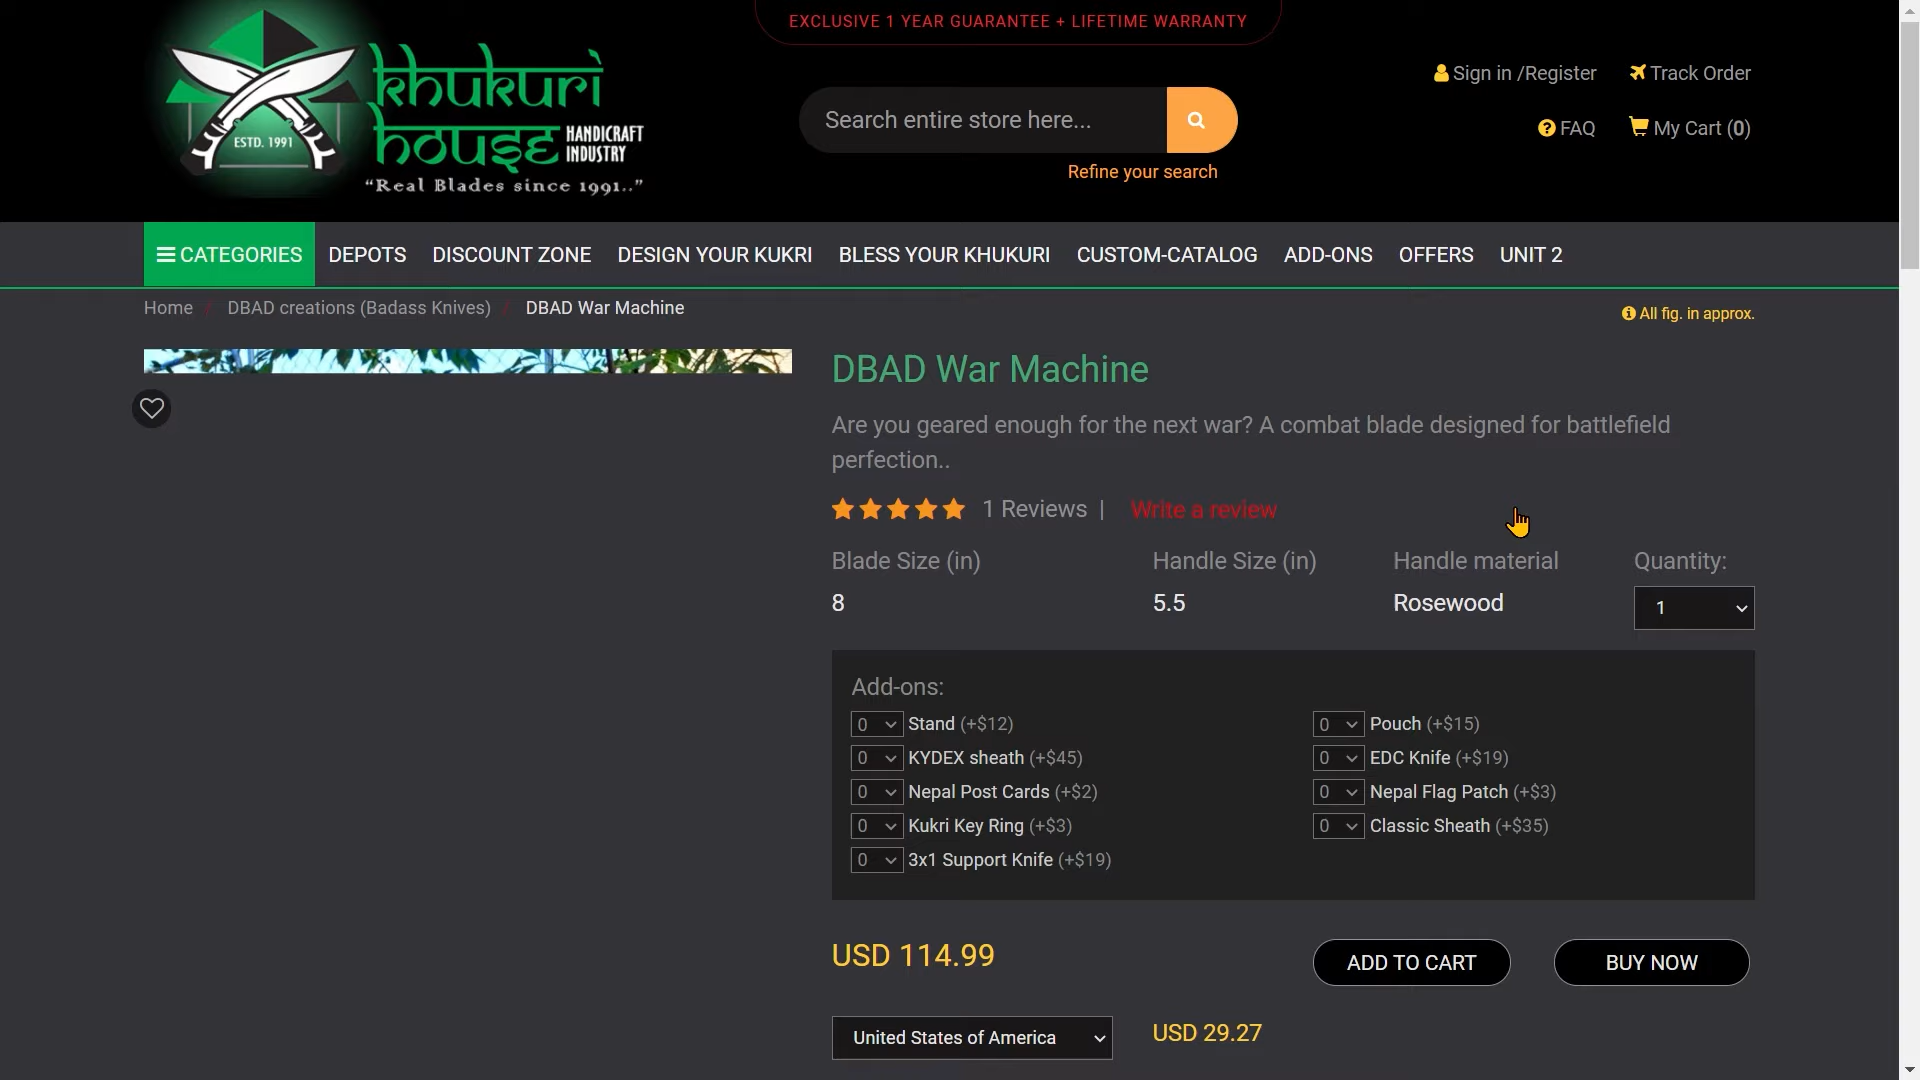 EXCLUSIVE 1 YEAR GUARANTEE + LIFETIME WARRANTY
khukuri
house HANDICRAFT
INDUSTRY
ESTD. 1991
"Real Blades since 1991.."
Search entire store here...
Refine your search
Sign in /Register
Track Order
FAQ
My Cart (0)
CATEGORIES
DEPOTS
DISCOUNT ZONE
DESIGN YOUR KUKRI
BLESS YOUR KHUKURI
CUSTOM-CATALOG
ADD-ONS
OFFERS
UNIT 2
Home / DBAD creations (Badass Knives) / DBAD War Machine
All fig. in approx.
DBAD War Machine
Are you geared enough for the next war? A combat blade designed for battlefield
perfection..
1 Reviews | Write a review
Blade Size (in)
8
Handle Size (in)
5.5
Handle material
Rosewood
Quantity:
1
Add-ons:
0 Stand (+$12)
0 Pouch (+$15)
0 KYDEX sheath (+$45)
0 EDC Knife (+$19)
0 Nepal Post Cards (+$2)
0 Nepal Flag Patch (+$3)
0 Kukri Key Ring (+$3)
0 Classic Sheath (+$35)
0 3x1 Support Knife (+$19)
USD 114.99
ADD TO CART
BUY NOW
United States of America
USD 29.27